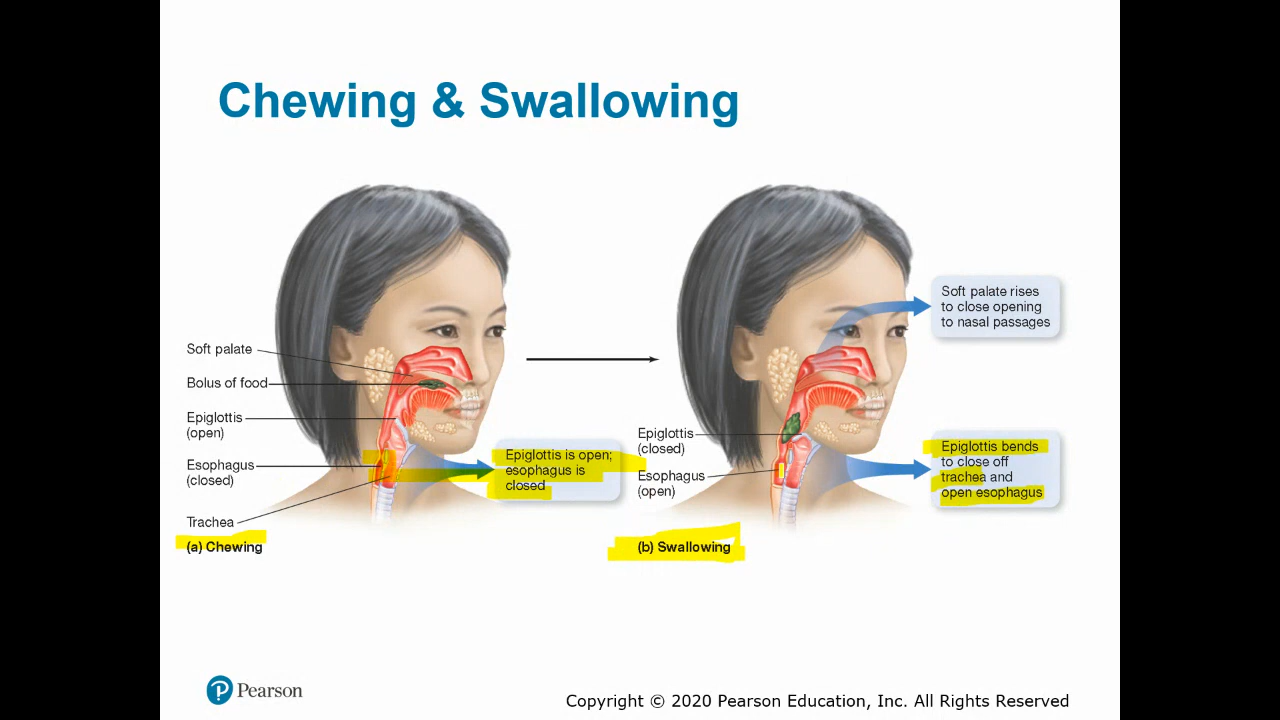 Chewing & Swallowing
Soft palate
Bolus of food
Epiglottis
(open)
Esophagus
(closed)
Trachea
(a) Chewing
Epiglottis is open;
esophagus is
closed
Epiglottis
(closed)
Esophagus
(open)
(b) Swallowing
Soft palate rises
to close opening
to nasal passages
Epiglottis bends
to close off
trachea and
open esophagus
Pearson
Copyright © 2020 Pearson Education, Inc. All Rights Reserved